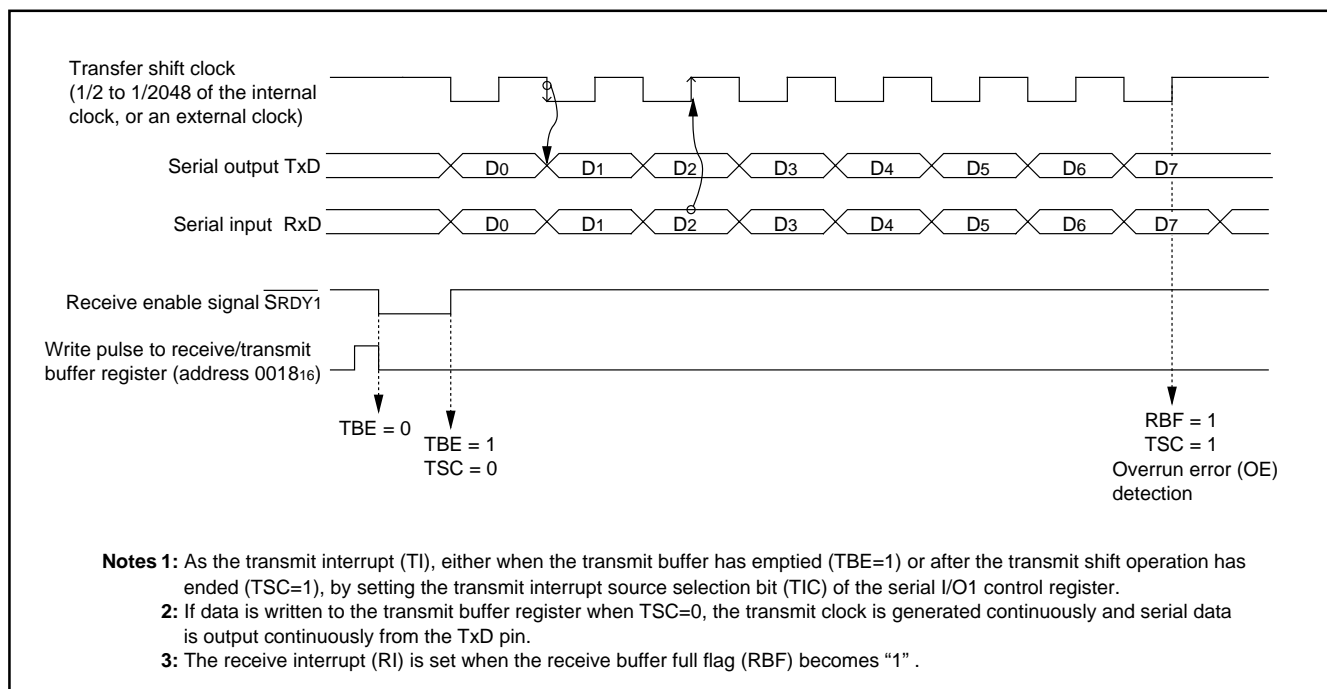 Transfer shift clock
(1/2 to 1/2048 of the internal
clock, or an external clock)
Serial output TxD
D0 D1 D2 D3 D4 D5 D6 D7
Serial input RxD
D0 D1 D2 D3 D4 D5 D6 D7
Receive enable signal S̅R̅D̅Y̅1̅
Write pulse to receive/transmit
buffer register (address 001816)
TBE = 0
TBE = 1
TSC = 0
RBF = 1
TSC = 1
Overrun error (OE)
detection
Notes 1: As the transmit interrupt (TI), either when the transmit buffer has emptied (TBE=1) or after the transmit shift operation has
ended (TSC=1), by setting the transmit interrupt source selection bit (TIC) of the serial I/O1 control register.
2: If data is written to the transmit buffer register when TSC=0, the transmit clock is generated continuously and serial data
is output continuously from the TxD pin.
3: The receive interrupt (RI) is set when the receive buffer full flag (RBF) becomes “1” .